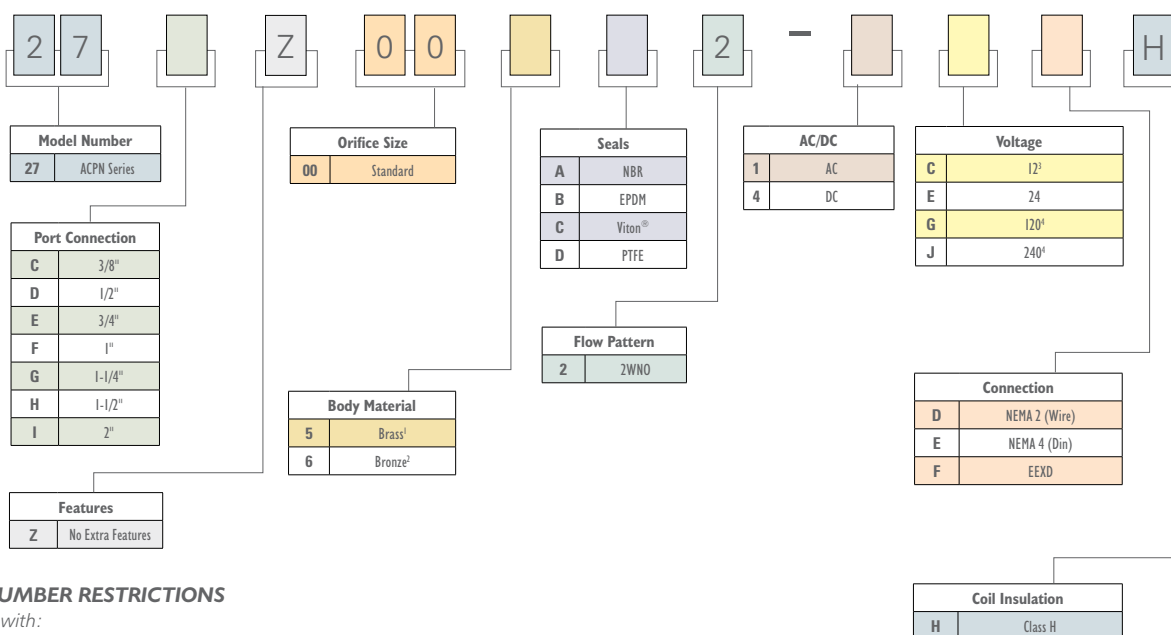 2 7 Z 0 0 2 – H
Model Number
27 ACPN Series
Port Connection
C 3/8"
D 1/2"
E 3/4"
F 1"
G 1-1/4"
H 1-1/2"
I 2"
Features
Z No Extra Features
Orifice Size
00 Standard
Body Material
5 Brass¹
6 Bronze²
Seals
A NBR
B EPDM
C Viton®
D PTFE
Flow Pattern
2 2WNO
AC/DC
1 AC
4 DC
Voltage
C 12³
E 24
G 120⁴
J 240⁴
Connection
D NEMA 2 (Wire)
E NEMA 4 (Din)
F EEXD
Coil Insulation
H Class H
UMBER RESTRICTIONS
with: